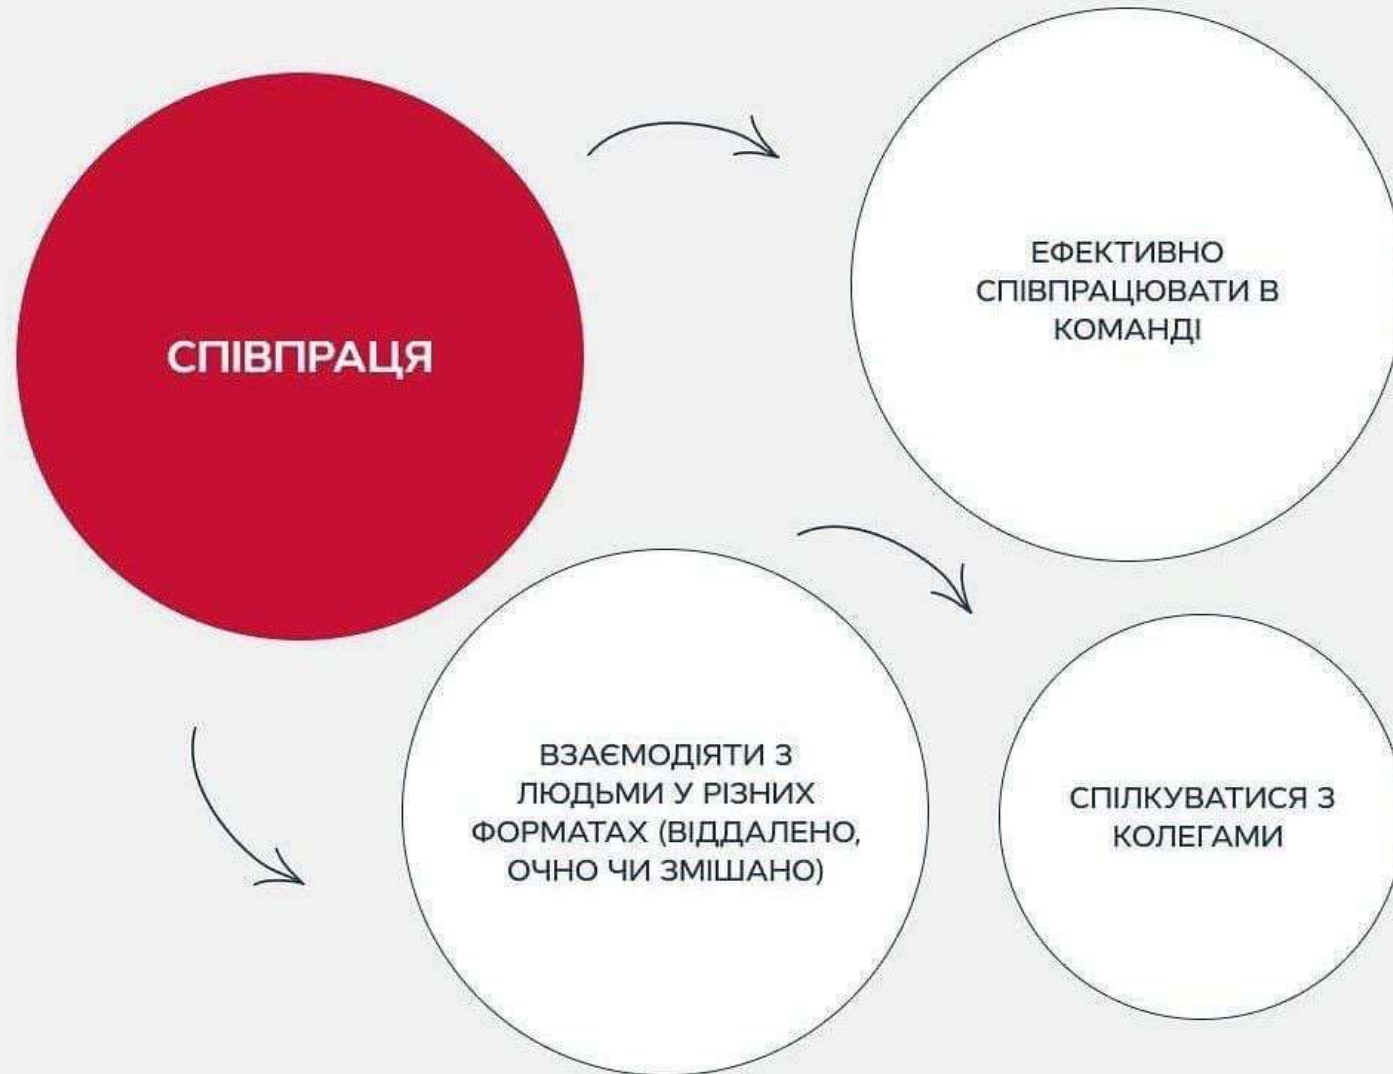 СПІВПРАЦЯ
ЕФЕКТИВНО
СПІВПРАЦЮВАТИ В
КОМАНДІ
ВЗАЄМОДІЯТИ З
ЛЮДЬМИ У РІЗНИХ
ФОРМАТАХ (ВІДДАЛЕНО,
ОЧНО ЧИ ЗМІШАНО)
СПІЛКУВАТИСЯ З
КОЛЕГАМИ